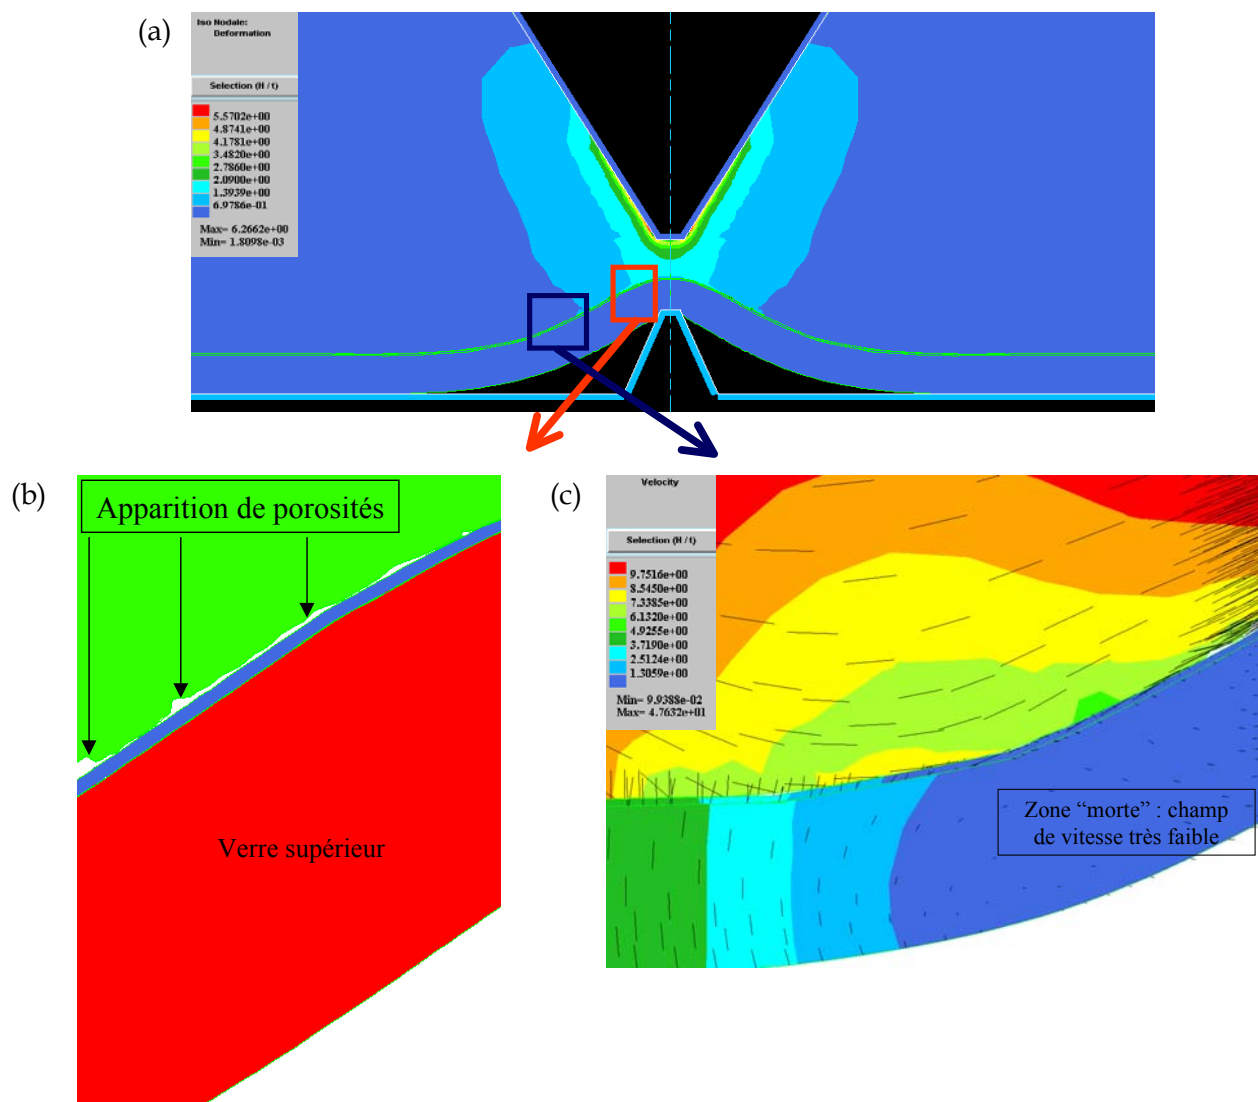 (a)
Iso Nodale:
Deformation
Selection (H / t)
5.5702e+00
4.8741e+00
4.1781e+00
3.4820e+00
2.7860e+00
2.0900e+00
1.3939e+00
6.9786e-01
Max= 6.2662e+00
Min= 1.8098e-03
(b)
Apparition de porosités
Verre supérieur
(c)
Velocity
Selection (H / t)
9.7516e+00
8.5450e+00
7.3385e+00
6.1320e+00
4.9255e+00
3.7190e+00
2.5124e+00
1.3059e+00
Min= 9.9388e-02
Max= 4.7632e+01
Zone “morte” : champ
de vitesse très faible